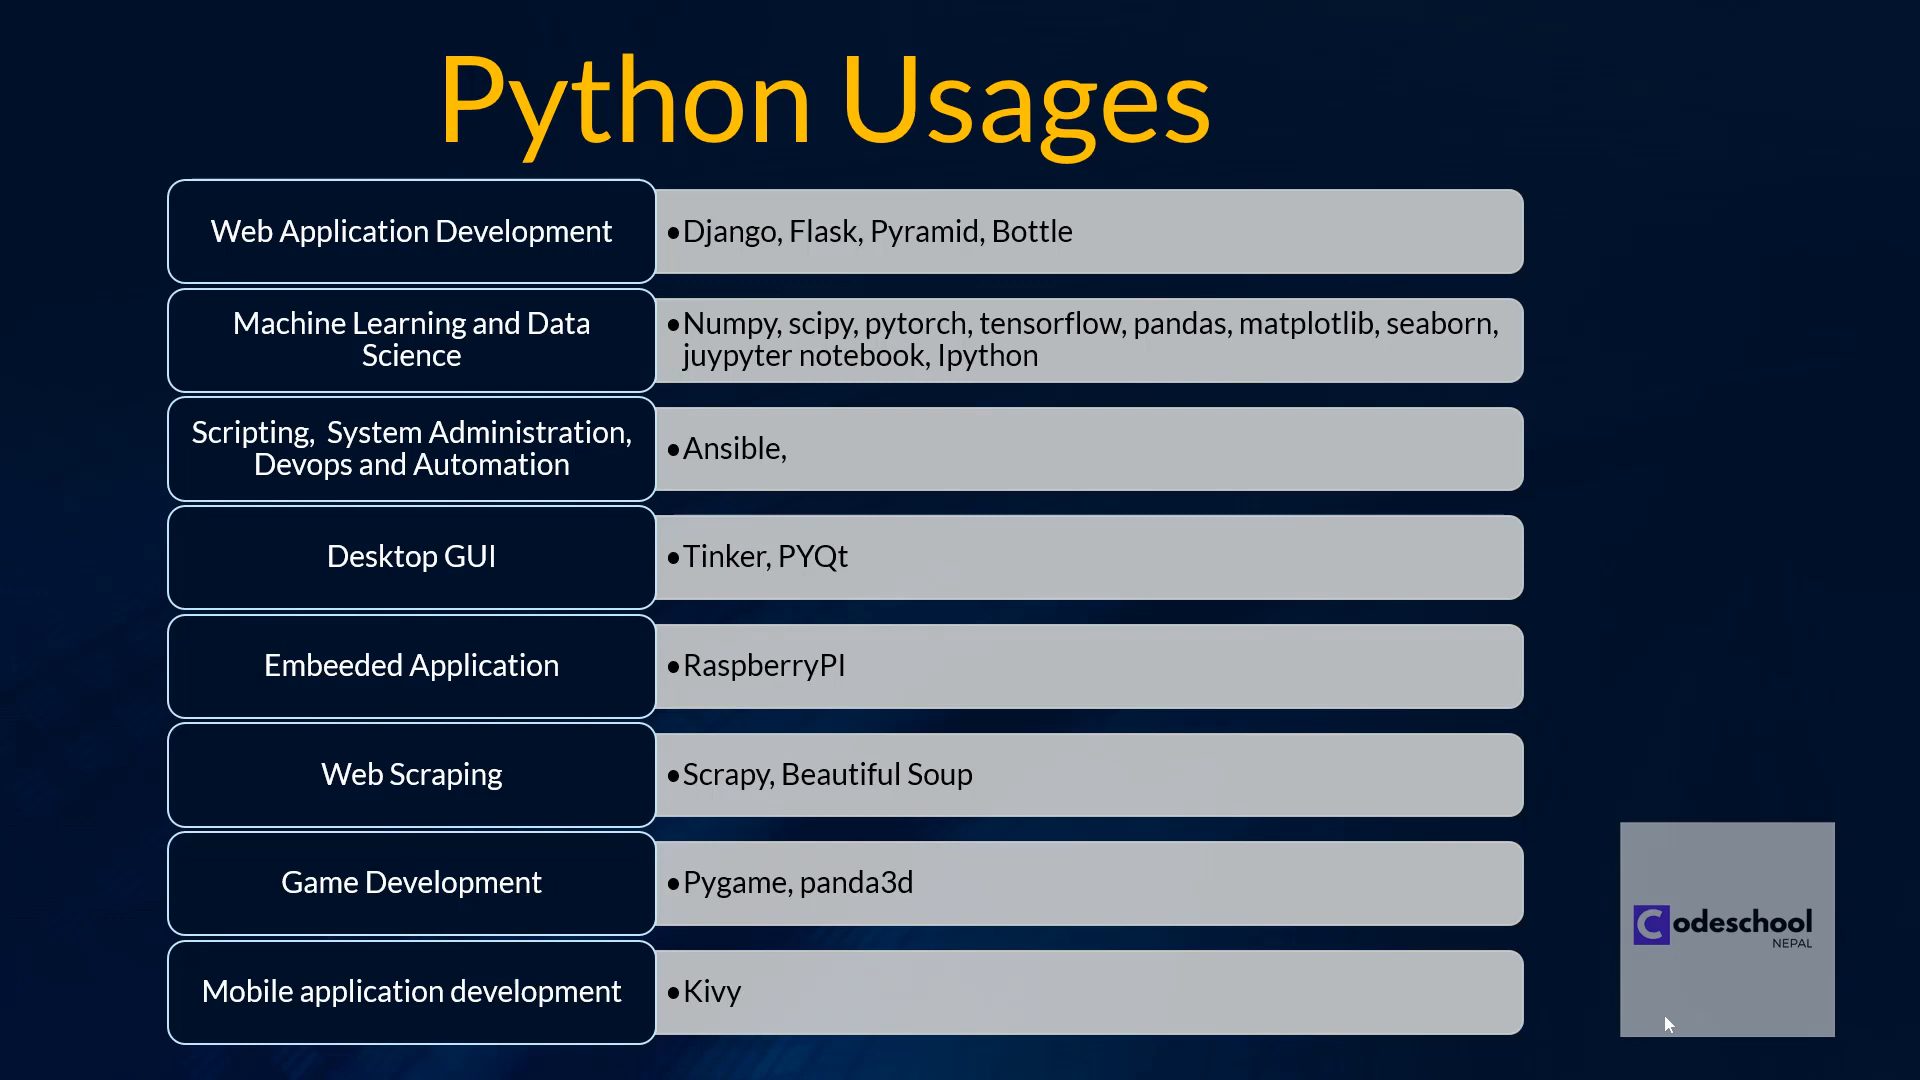 Python Usages
Web Application Development
•Django, Flask, Pyramid, Bottle
Machine Learning and Data
Science
•Numpy, scipy, pytorch, tensorflow, pandas, matplotlib, seaborn,
juypyter notebook, Ipython
Scripting,  System Administration,
Devops and Automation
•Ansible,
Desktop GUI
•Tinker, PYQt
Embeeded Application
•RaspberryPI
Web Scraping
•Scrapy, Beautiful Soup
Game Development
•Pygame, panda3d
Mobile application development
•Kivy
Codeschool
NEPAL